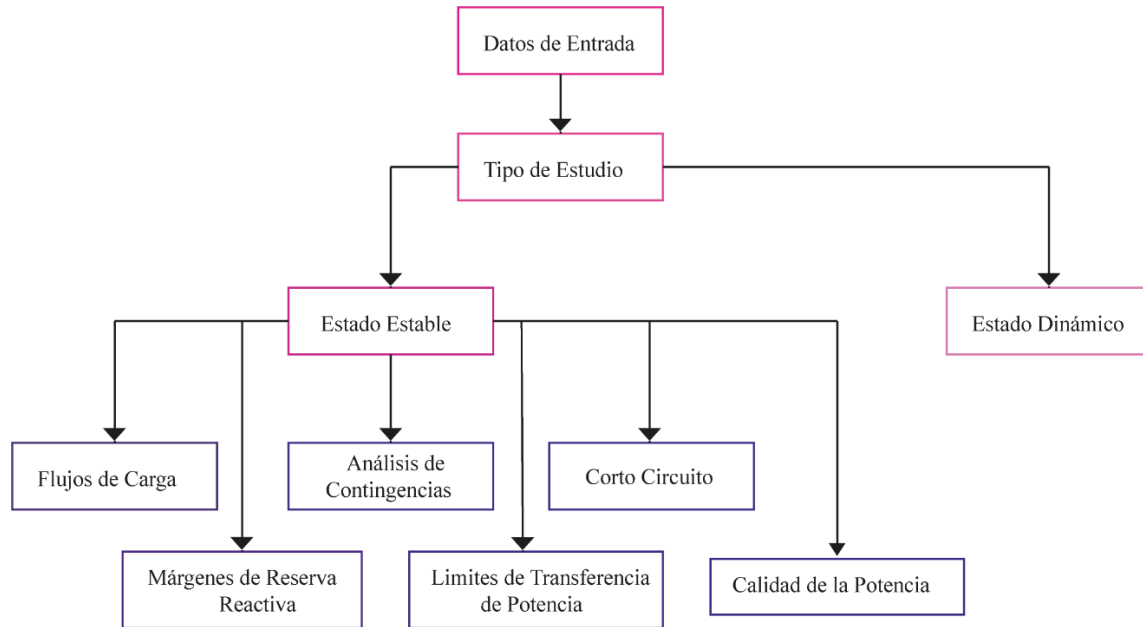 Datos de Entrada
Tipo de Estudio
Estado Estable
Estado Dinámico
Flujos de Carga
Análisis de
Contingencias
Corto Circuito
Márgenes de Reserva
Reactiva
Limites de Transferencia
de Potencia
Calidad de la Potencia